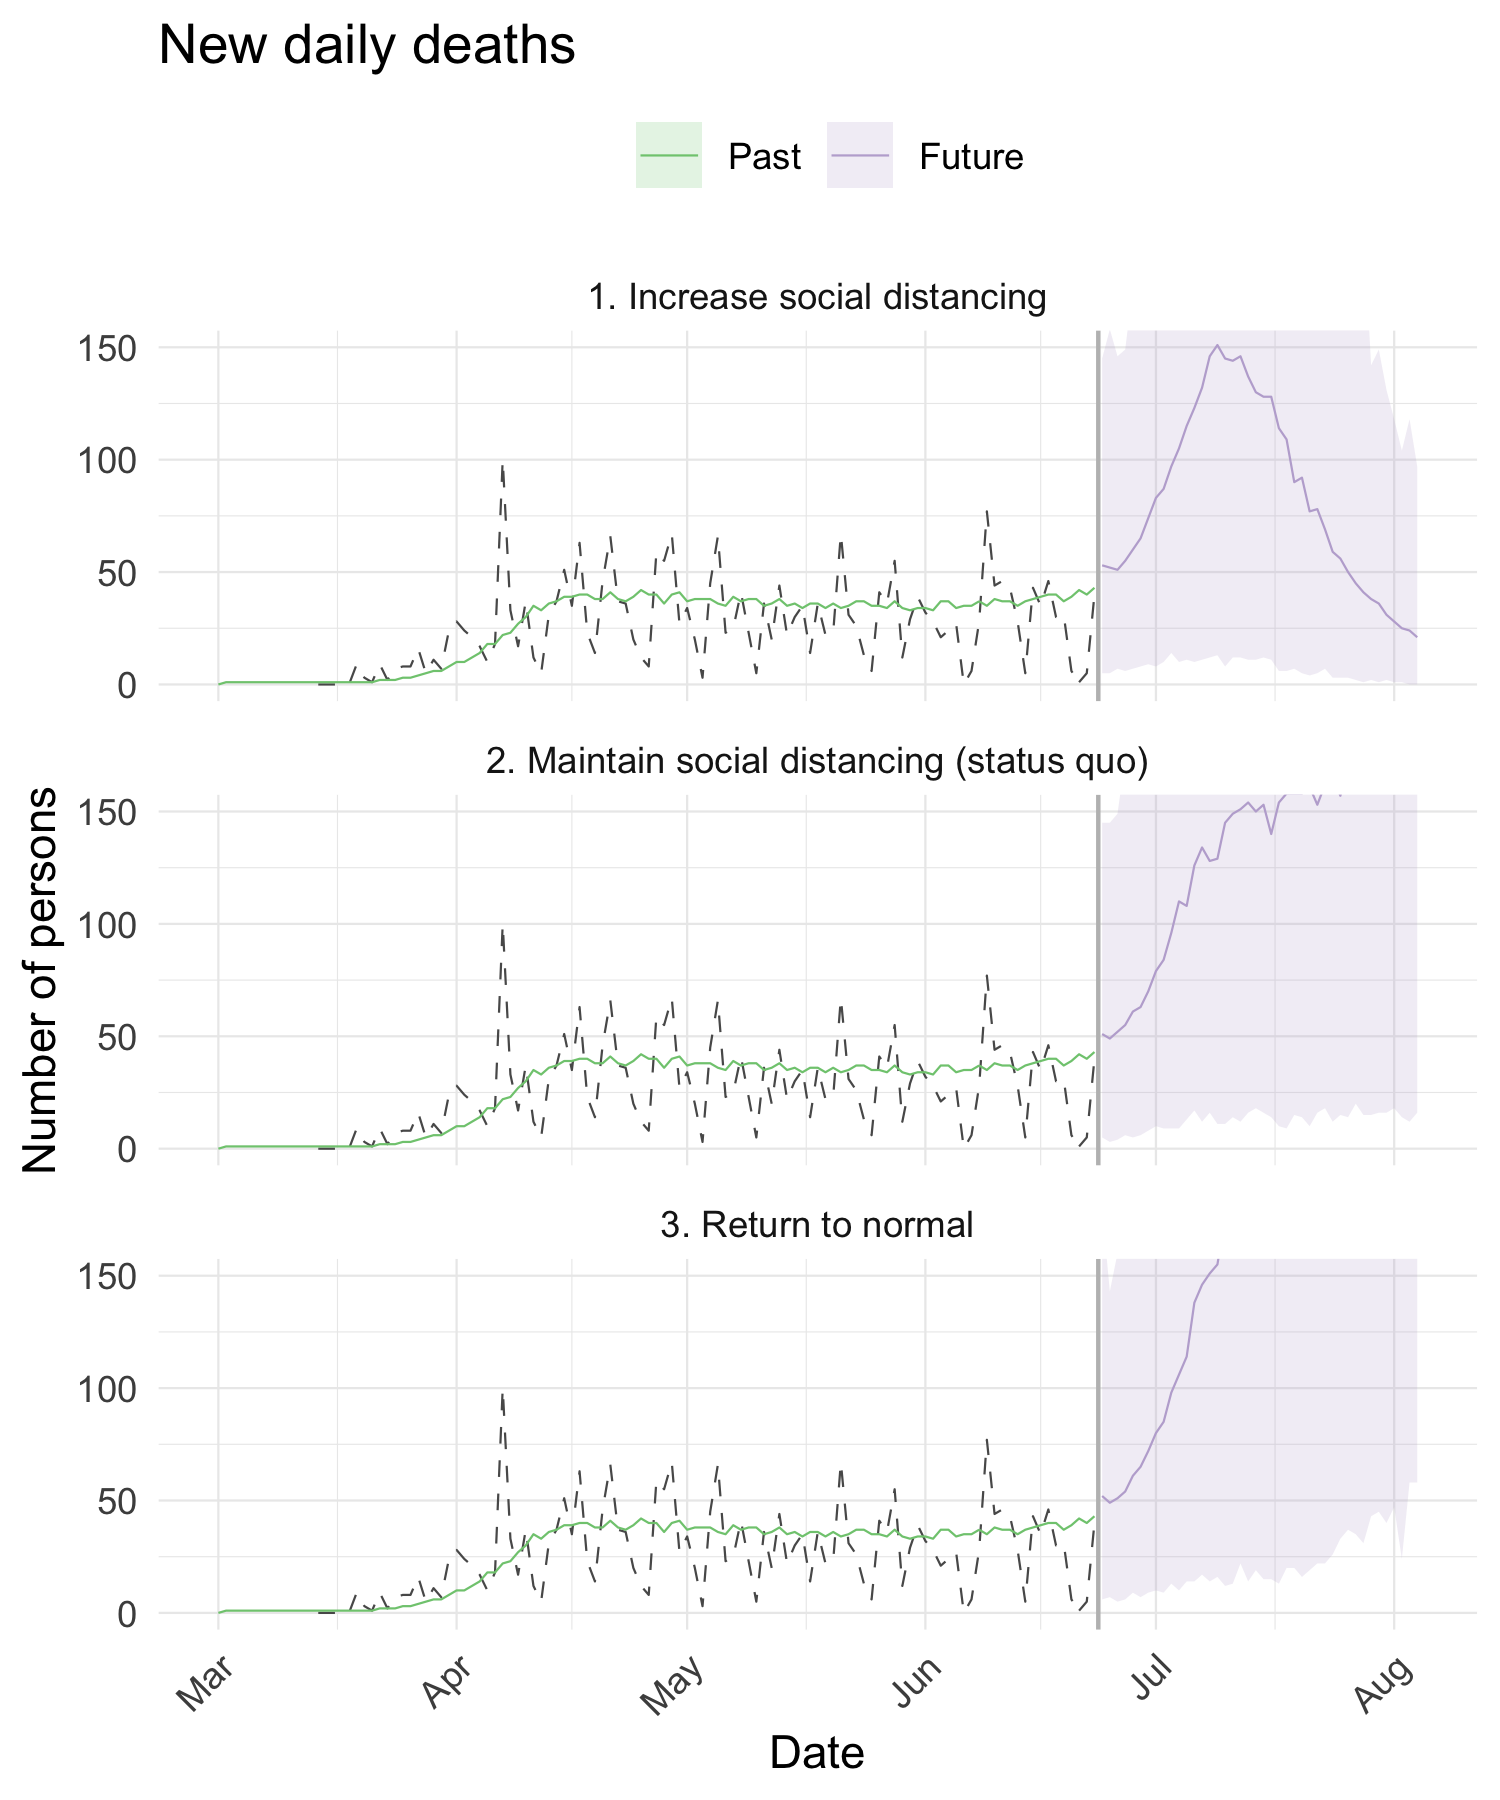 New daily deaths
Past Future
1. Increase social distancing
150
100
50
0
2. Maintain social distancing (status quo)
150
100
50
0
Number of persons
3. Return to normal
150
100
50
0
Mar Apr May Jun Jul Aug
Date